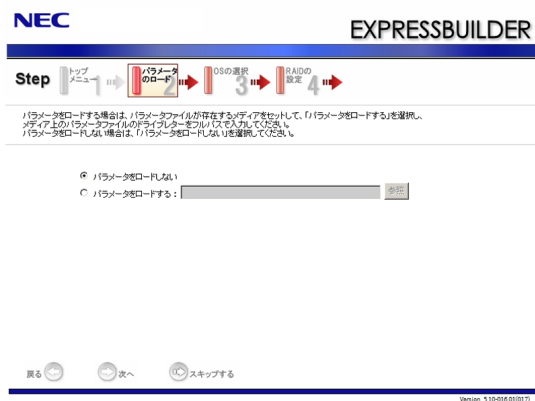 NEC
EXPRESSBUILDER
Step
トップ
メニュー 1
パラメータ
のロード 2
OSの選択
3
RAIDの
設定 4
パラメータをロードする場合は、パラメータファイルが存在するメディアをセットして、「パラメータをロードする」を選択し、
メディア上のパラメータファイルのドライブレターをフルパスで入力してください。
パラメータをロードしない場合は、「パラメータをロードしない」を選択してください。
パラメータをロードしない
パラメータをロードする：
参照
戻る
次へ
スキップする
Version 5.10-016.01(017)